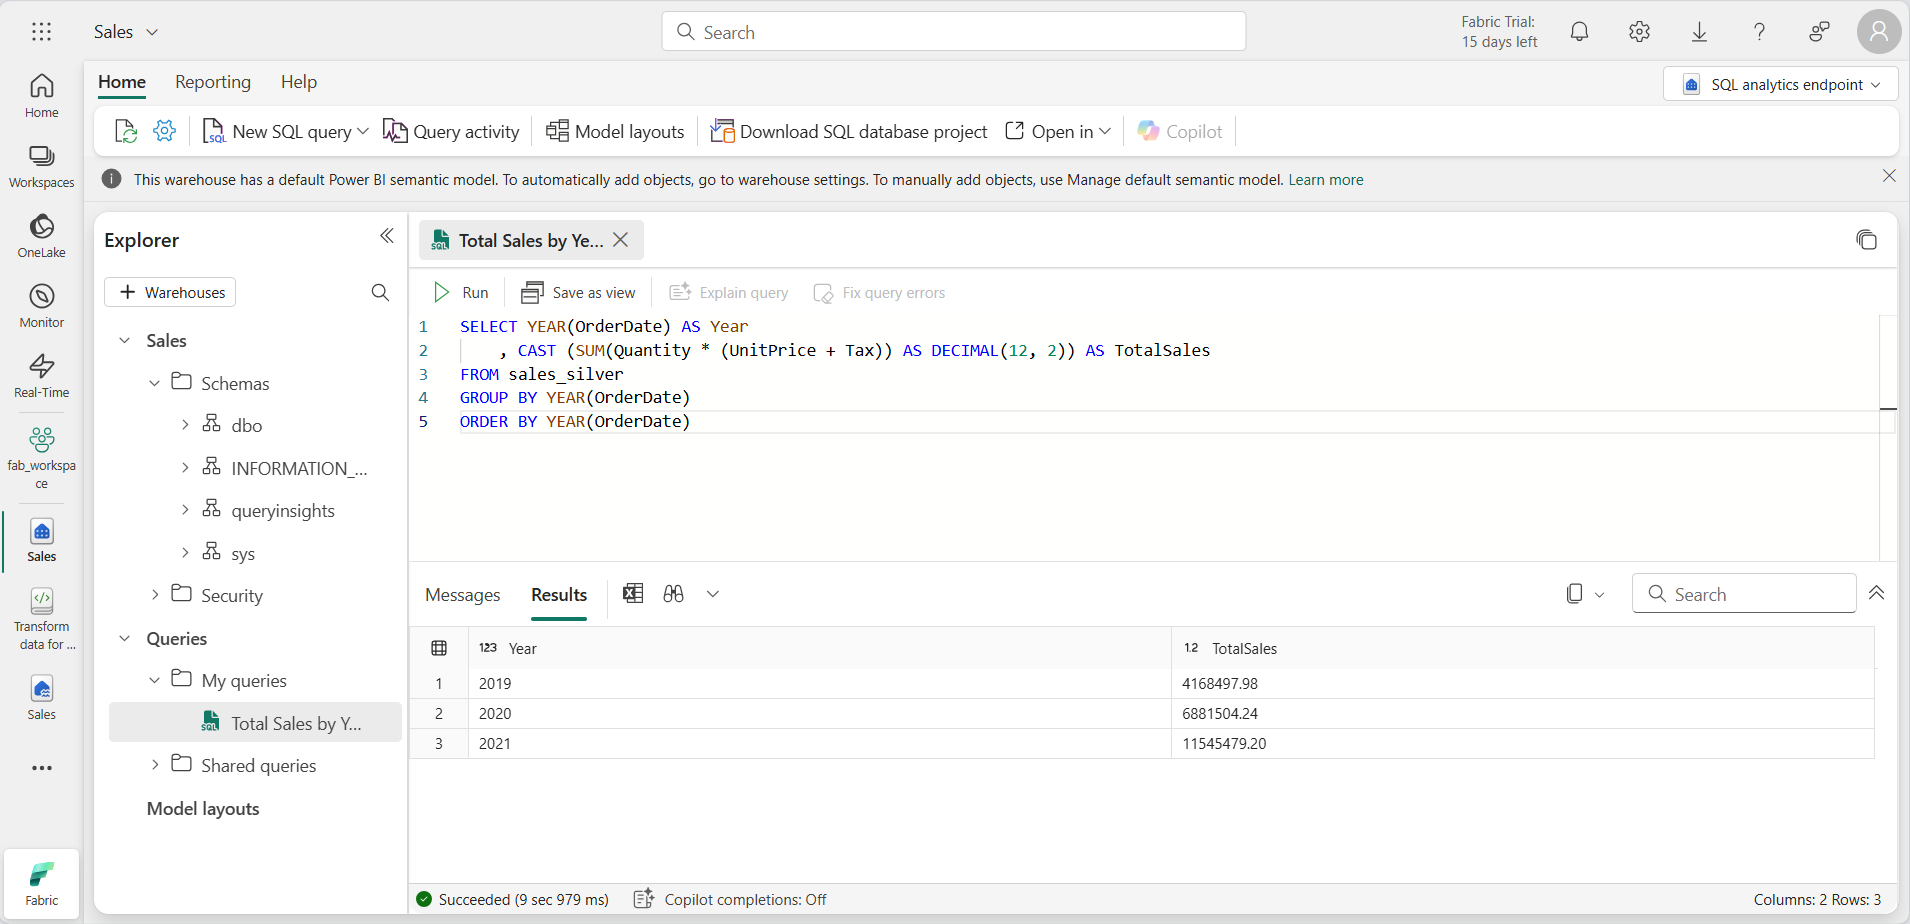 Sales
Search
Fabric Trial:
15 days left
Home
Workspaces
OneLake
Monitor
Real-Time
fab_workspa
ce
Sales
Transform
data for ...
Sales
Fabric
Home
Reporting
Help
SQL analytics endpoint
New SQL query
Query activity
Model layouts
Download SQL database project
Open in
Copilot
This warehouse has a default Power BI semantic model. To automatically add objects, go to warehouse settings. To manually add objects, use Manage default semantic model. Learn more
Explorer
Warehouses
Sales
Schemas
dbo
INFORMATION_...
queryinsights
sys
Security
Queries
My queries
SQL Total Sales by Y...
Shared queries
Model layouts
SQL Total Sales by Ye...
Run
Save as view
Explain query
Fix query errors
1 SELECT YEAR(OrderDate) AS Year
2 , CAST (SUM(Quantity * (UnitPrice + Tax)) AS DECIMAL(12, 2)) AS TotalSales
3 FROM sales_silver
4 GROUP BY YEAR(OrderDate)
5 ORDER BY YEAR(OrderDate)
Messages
Results
Search
123 Year 1.2 TotalSales
1 2019 4168497.98
2 2020 6881504.24
3 2021 11545479.20
Succeeded (9 sec 979 ms)
Copilot completions: Off
Columns: 2 Rows: 3